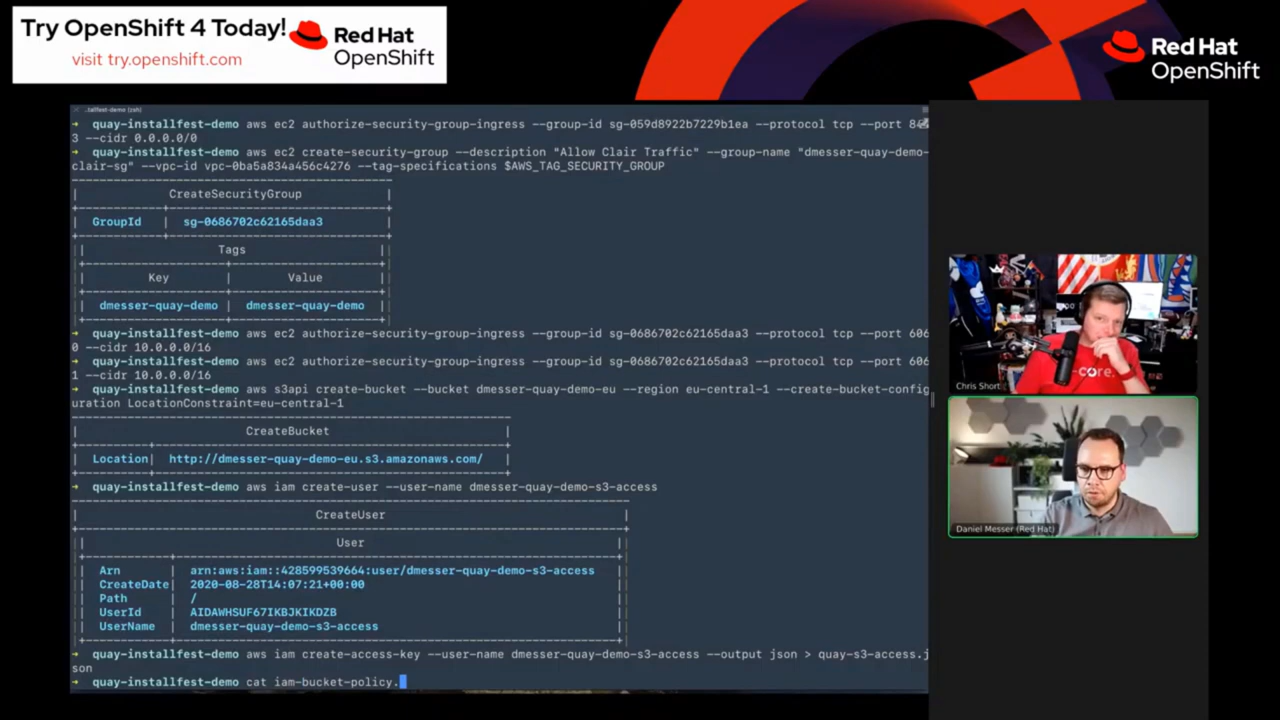 Try OpenShift 4 Today!
visit try.openshift.com
Red Hat
OpenShift
Red Hat
OpenShift
..tallfest-demo (zsh)
➜ quay-installfest-demo aws ec2 authorize-security-group-ingress --group-id sg-059d8922b7229b1ea --protocol tcp --port 844
3 --cidr 0.0.0.0/0
➜ quay-installfest-demo aws ec2 create-security-group --description "Allow Clair Traffic" --group-name "dmesser-quay-demo-
clair-sg" --vpc-id vpc-0ba5a834a456c4276 --tag-specifications $AWS_TAG_SECURITY_GROUP
CreateSecurityGroup
GroupId | sg-0686702c62165daa3
Tags
Key | Value
dmesser-quay-demo | dmesser-quay-demo
➜ quay-installfest-demo aws ec2 authorize-security-group-ingress --group-id sg-0686702c62165daa3 --protocol tcp --port 606
0 --cidr 10.0.0.0/16
➜ quay-installfest-demo aws ec2 authorize-security-group-ingress --group-id sg-0686702c62165daa3 --protocol tcp --port 606
1 --cidr 10.0.0.0/16
➜ quay-installfest-demo aws s3api create-bucket --bucket dmesser-quay-demo-eu --region eu-central-1 --create-bucket-config
uration LocationConstraint=eu-central-1
CreateBucket
Location| http://dmesser-quay-demo-eu.s3.amazonaws.com/
➜ quay-installfest-demo aws iam create-user --user-name dmesser-quay-demo-s3-access
CreateUser
User
Arn | arn:aws:iam::428599539664:user/dmesser-quay-demo-s3-access
CreateDate| 2020-08-28T14:07:21+00:00
Path | /
UserId | AIDAWHSUF67IKBJKIKDZB
UserName | dmesser-quay-demo-s3-access
➜ quay-installfest-demo aws iam create-access-key --user-name dmesser-quay-demo-s3-access --output json > quay-s3-access.j
son
➜ quay-installfest-demo cat iam-bucket-policy.
-core.
Chris Short
Daniel Messer (Red Hat)